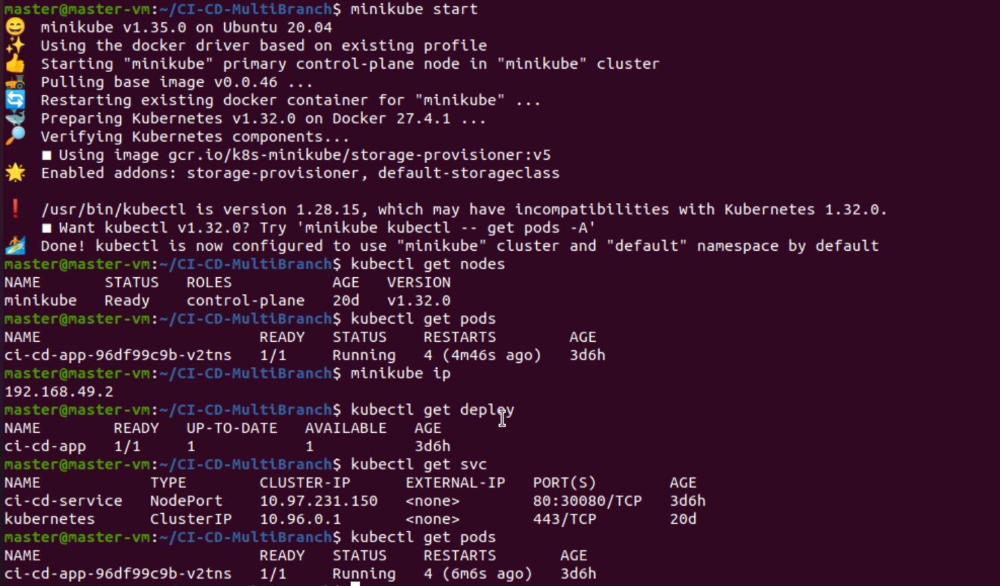 master@master-vm:~/CI-CD-MultiBranch$ minikube start
😄  minikube v1.35.0 on Ubuntu 20.04
✨  Using the docker driver based on existing profile
👍  Starting "minikube" primary control-plane node in "minikube" cluster
🚜  Pulling base image v0.0.46 ...
🔄  Restarting existing docker container for "minikube" ...
🐳  Preparing Kubernetes v1.32.0 on Docker 27.4.1 ...
🔎  Verifying Kubernetes components...
    ■ Using image gcr.io/k8s-minikube/storage-provisioner:v5
🌟  Enabled addons: storage-provisioner, default-storageclass
❗  /usr/bin/kubectl is version 1.28.15, which may have incompatibilities with Kubernetes 1.32.0.
    ■ Want kubectl v1.32.0? Try 'minikube kubectl -- get pods -A'
🏄  Done! kubectl is now configured to use "minikube" cluster and "default" namespace by default
master@master-vm:~/CI-CD-MultiBranch$ kubectl get nodes
NAME       STATUS   ROLES           AGE   VERSION
minikube   Ready    control-plane   20d   v1.32.0
master@master-vm:~/CI-CD-MultiBranch$ kubectl get pods
NAME                        READY   STATUS    RESTARTS        AGE
ci-cd-app-96df99c9b-v2tns   1/1     Running   4 (4m46s ago)   3d6h
master@master-vm:~/CI-CD-MultiBranch$ minikube ip
192.168.49.2
master@master-vm:~/CI-CD-MultiBranch$ kubectl get deploy
NAME        READY   UP-TO-DATE   AVAILABLE   AGE
ci-cd-app   1/1     1            1           3d6h
master@master-vm:~/CI-CD-MultiBranch$ kubectl get svc
NAME            TYPE        CLUSTER-IP      EXTERNAL-IP   PORT(S)        AGE
ci-cd-service   NodePort    10.97.231.150   <none>        80:30080/TCP   3d6h
kubernetes      ClusterIP   10.96.0.1       <none>        443/TCP        20d
master@master-vm:~/CI-CD-MultiBranch$ kubectl get pods
NAME                        READY   STATUS    RESTARTS       AGE
ci-cd-app-96df99c9b-v2tns   1/1     Running   4 (6m6s ago)   3d6h